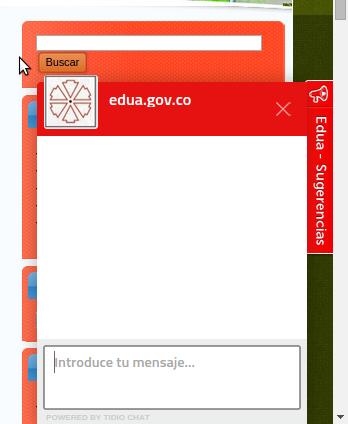 Buscar
edua.gov.co
Edua - Sugerencias
Introduce tu mensaje...
POWERED BY TIDIO CHAT